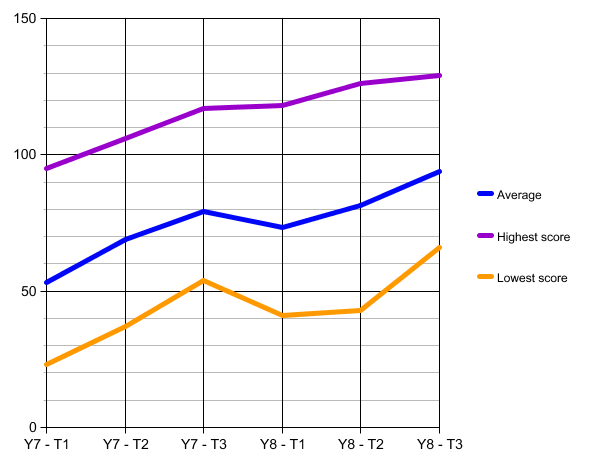 150
100
50
0
Y7 - T1 Y7 - T2 Y7 - T3 Y8 - T1 Y8 - T2 Y8 - T3
Average
Highest score
Lowest score